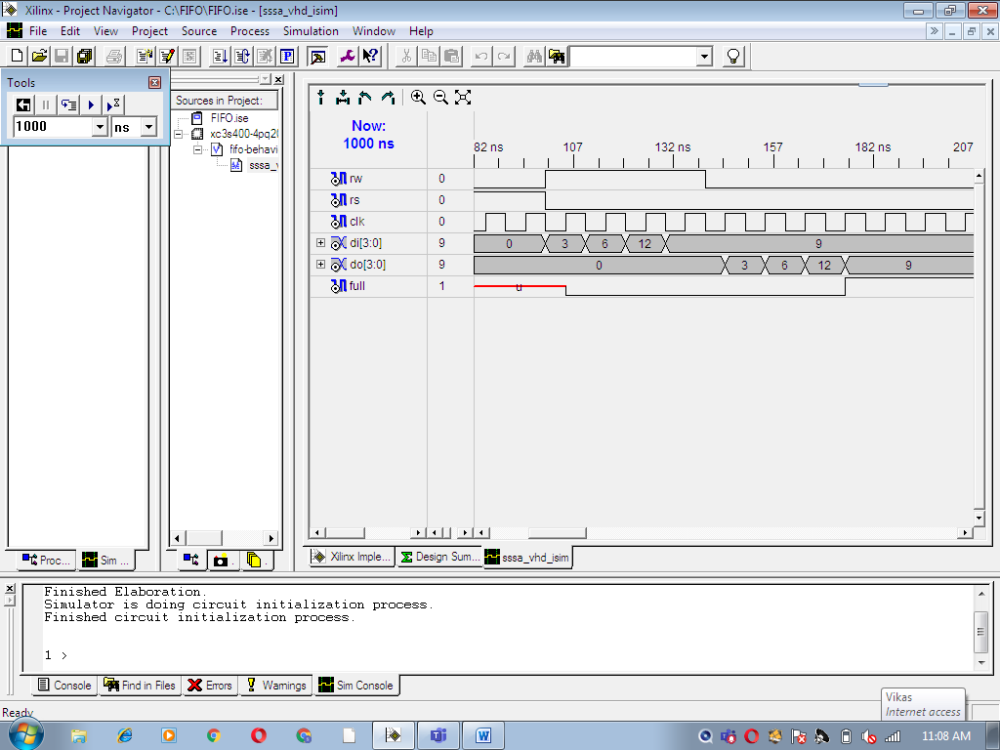 Xilinx - Project Navigator - C:\FIFO\FIFO.ise - [sssa_vhd_isim]
File Edit View Project Source Process Simulation Window Help
P
Tools
1000 ns
Sources in Project:
FIFO.ise
xc3s400-4pq20
fifo-behavi
sssa_v
Now:
1000 ns
82 ns 107 132 ns 157 182 ns 207
rw 0
rs 0
clk 0
di[3:0] 9 0 3 6 12 9
do[3:0] 9 0 3 6 12 9
full 1 u
Proc... Sim ...
Xilinx Imple... Design Sum... sssa_vhd_isim
Finished Elaboration.
Simulator is doing circuit initialization process.
Finished circuit initialization process.
1 >
Console Find in Files Errors Warnings Sim Console
Ready
Vikas
Internet access
11:08 AM